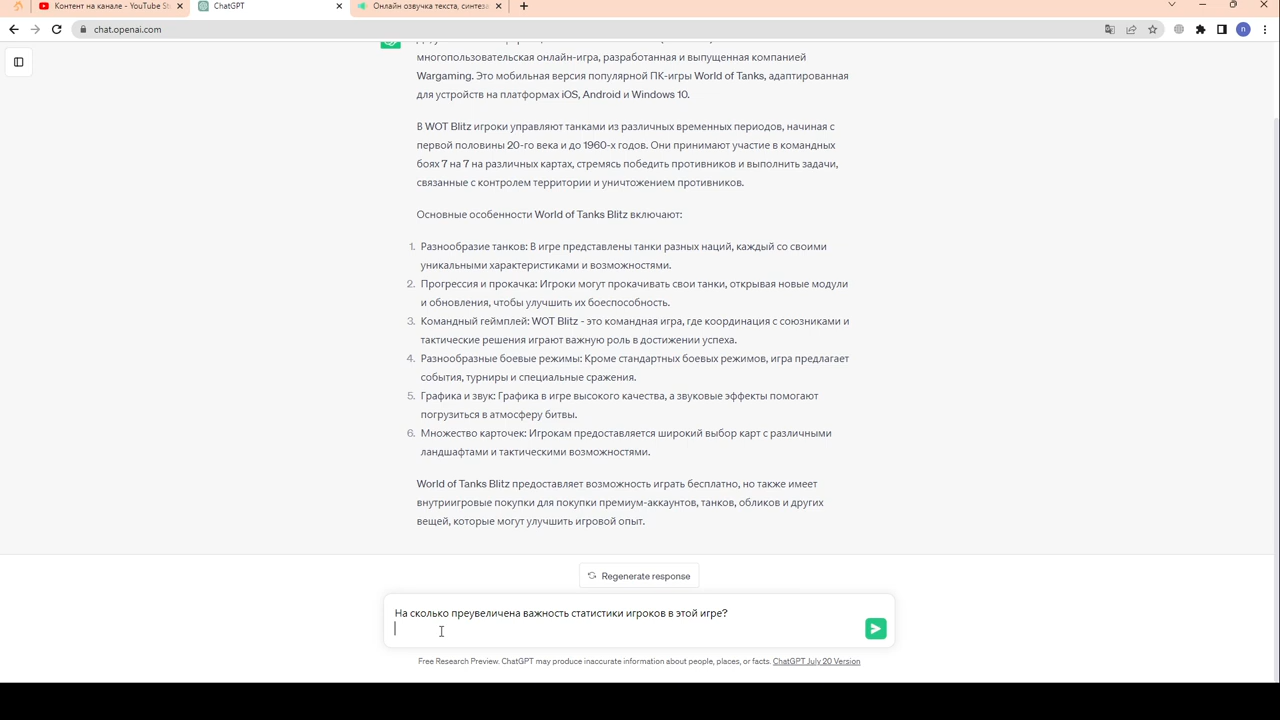 Контент на канале - YouTube St
ChatGPT
Онлайн озвучка текста, синтеза
chat.openai.com
n
многопользовательская онлайн-игра, разработанная и выпущенная компанией
Wargaming. Это мобильная версия популярной ПК-игры World of Tanks, адаптированная
для устройств на платформах iOS, Android и Windows 10.
В WOT Blitz игроки управляют танками из различных временных периодов, начиная с
первой половины 20-го века и до 1960-х годов. Они принимают участие в командных
боях 7 на 7 на различных картах, стремясь победить противников и выполнить задачи,
связанные с контролем территории и уничтожением противников.
Основные особенности World of Tanks Blitz включают:
1. Разнообразие танков: В игре представлены танки разных наций, каждый со своими
уникальными характеристиками и возможностями.
2. Прогрессия и прокачка: Игроки могут прокачивать свои танки, открывая новые модули
и обновления, чтобы улучшить их боеспособность.
3. Командный геймплей: WOT Blitz - это командная игра, где координация с союзниками и
тактические решения играют важную роль в достижении успеха.
4. Разнообразные боевые режимы: Кроме стандартных боевых режимов, игра предлагает
события, турниры и специальные сражения.
5. Графика и звук: Графика в игре высокого качества, а звуковые эффекты помогают
погрузиться в атмосферу битвы.
6. Множество карточек: Игрокам предоставляется широкий выбор карт с различными
ландшафтами и тактическими возможностями.
World of Tanks Blitz предоставляет возможность играть бесплатно, но также имеет
внутриигровые покупки для покупки премиум-аккаунтов, танков, обликов и других
вещей, которые могут улучшить игровой опыт.
Regenerate response
На сколько преувеличена важность статистики игроков в этой игре?
Free Research Preview. ChatGPT may produce inaccurate information about people, places, or facts. ChatGPT July 20 Version